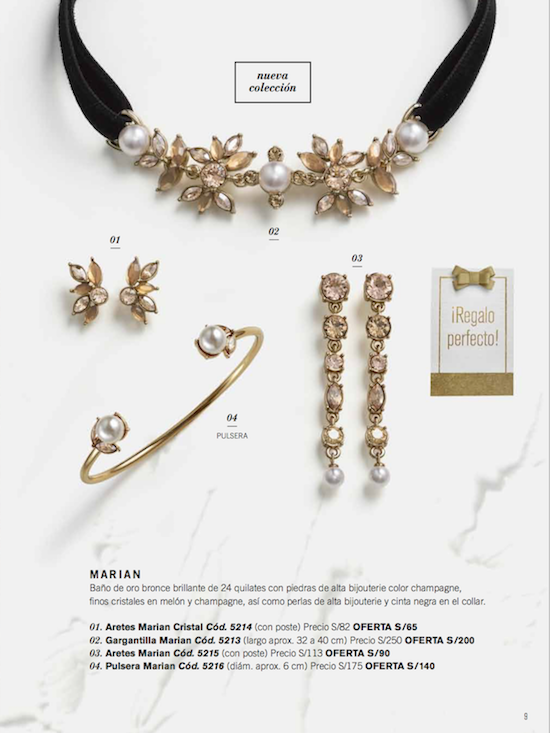 nueva
colección
01
02
03
¡Regalo
perfecto!
04
PULSERA
MARIAN
Baño de oro bronce brillante de 24 quilates con piedras de alta bijouterie color champagne,
finos cristales en melón y champagne, así como perlas de alta bijouterie y cinta negra en el collar.
01. Aretes Marian Cristal Cód. 5214 (con poste) Precio S/82 OFERTA S/65
02. Gargantilla Marian Cód. 5213 (largo aprox. 32 a 40 cm) Precio S/250 OFERTA S/200
03. Aretes Marian Cód. 5215 (con poste) Precio S/113 OFERTA S/90
04. Pulsera Marian Cód. 5216 (diám. aprox. 6 cm) Precio S/175 OFERTA S/140
9